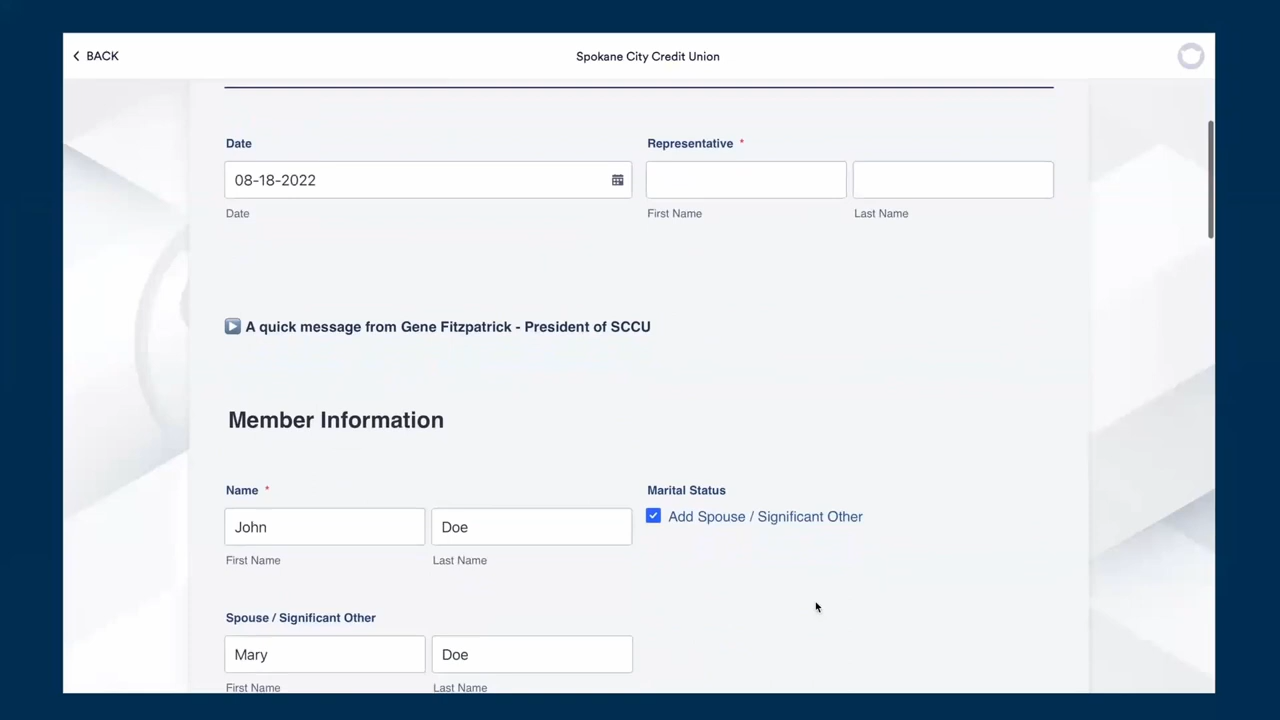 BACK
Spokane City Credit Union
Date
Representative *
08-18-2022
Date
First Name
Last Name
A quick message from Gene Fitzpatrick - President of SCCU
Member Information
Name *
Marital Status
John
Doe
Add Spouse / Significant Other
First Name
Last Name
Spouse / Significant Other
Mary
Doe
First Name
Last Name